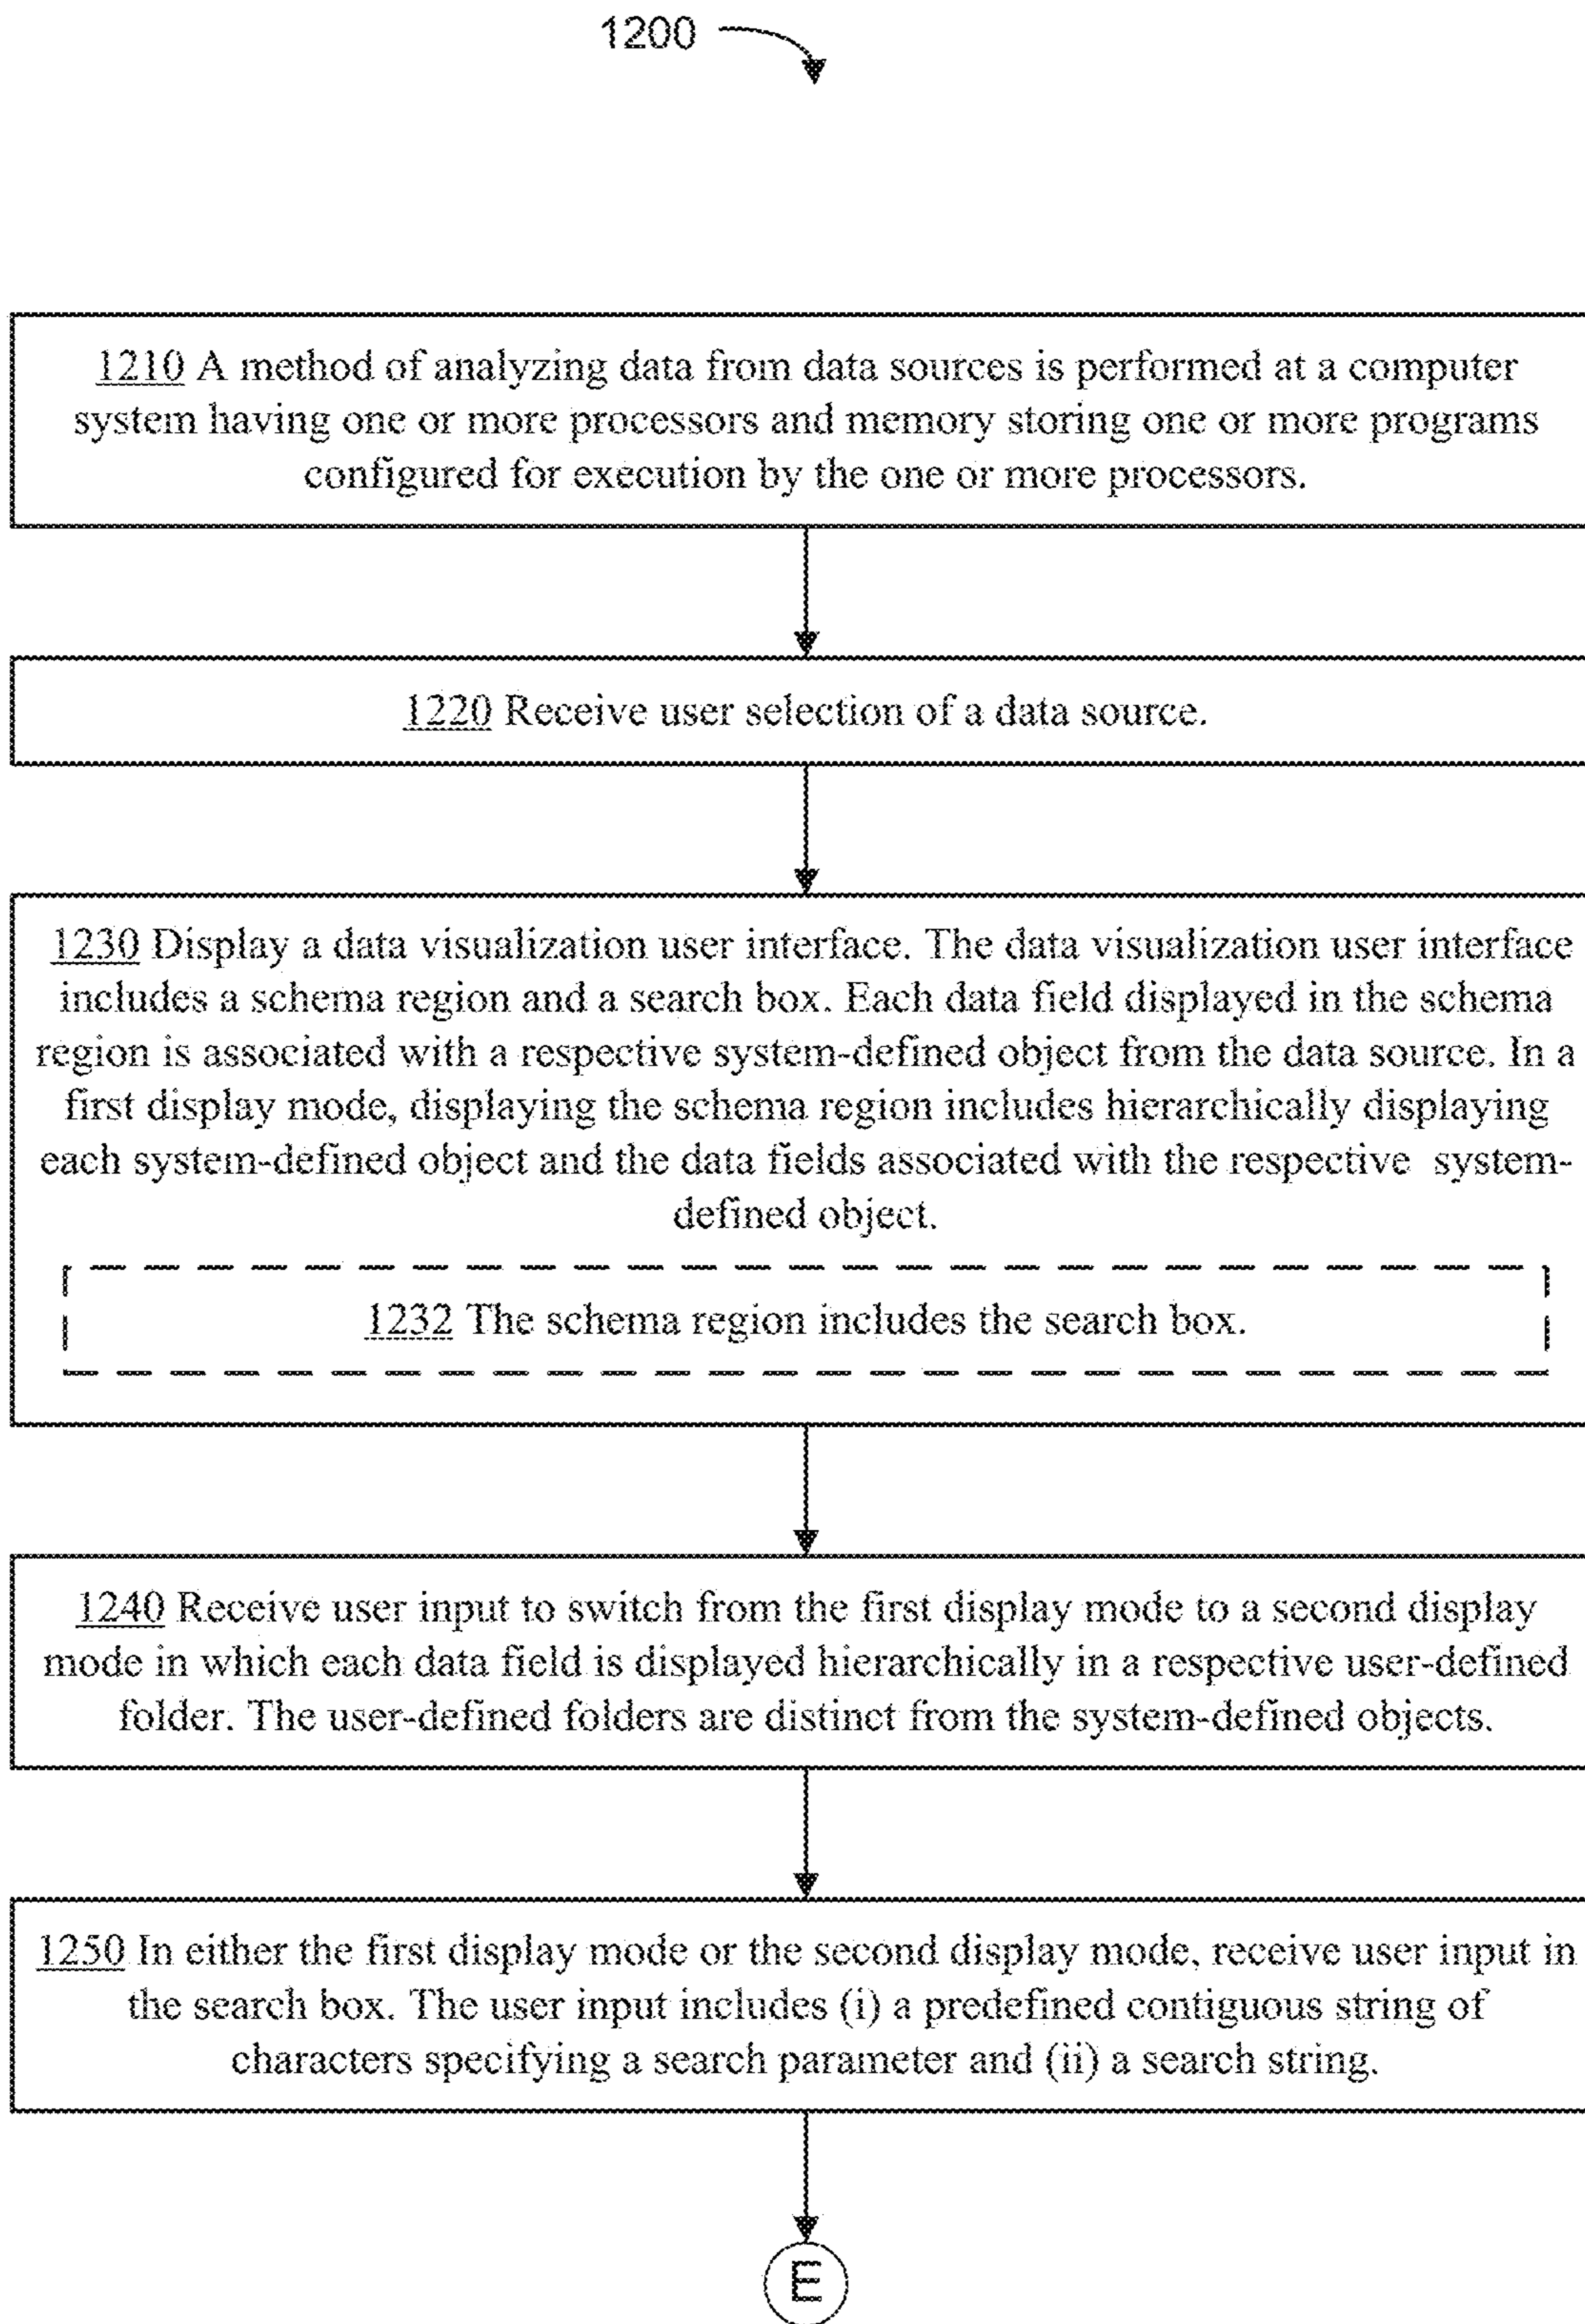 1200
1210 A method of analyzing data from data sources is performed at a computer
system having one or more processors and memory storing one or more programs
configured for execution by the one or more processors.
1220 Receive user selection of a data source.
1230 Display a data visualization user interface. The data visualization user interface
includes a schema region and a search box. Each data field displayed in the schema
region is associated with a respective system-defined object from the data source. In a
first display mode, displaying the schema region includes hierarchically displaying
each system-defined object and the data fields associated with the respective system-
defined object.
1232 The schema region includes the search box.
1240 Receive user input to switch from the first display mode to a second display
mode in which each data field is displayed hierarchically in a respective user-defined
folder. The user-defined folders are distinct from the system-defined objects.
1250 In either the first display mode or the second display mode, receive user input in
the search box. The user input includes (i) a predefined contiguous string of
characters specifying a search parameter and (ii) a search string.
E